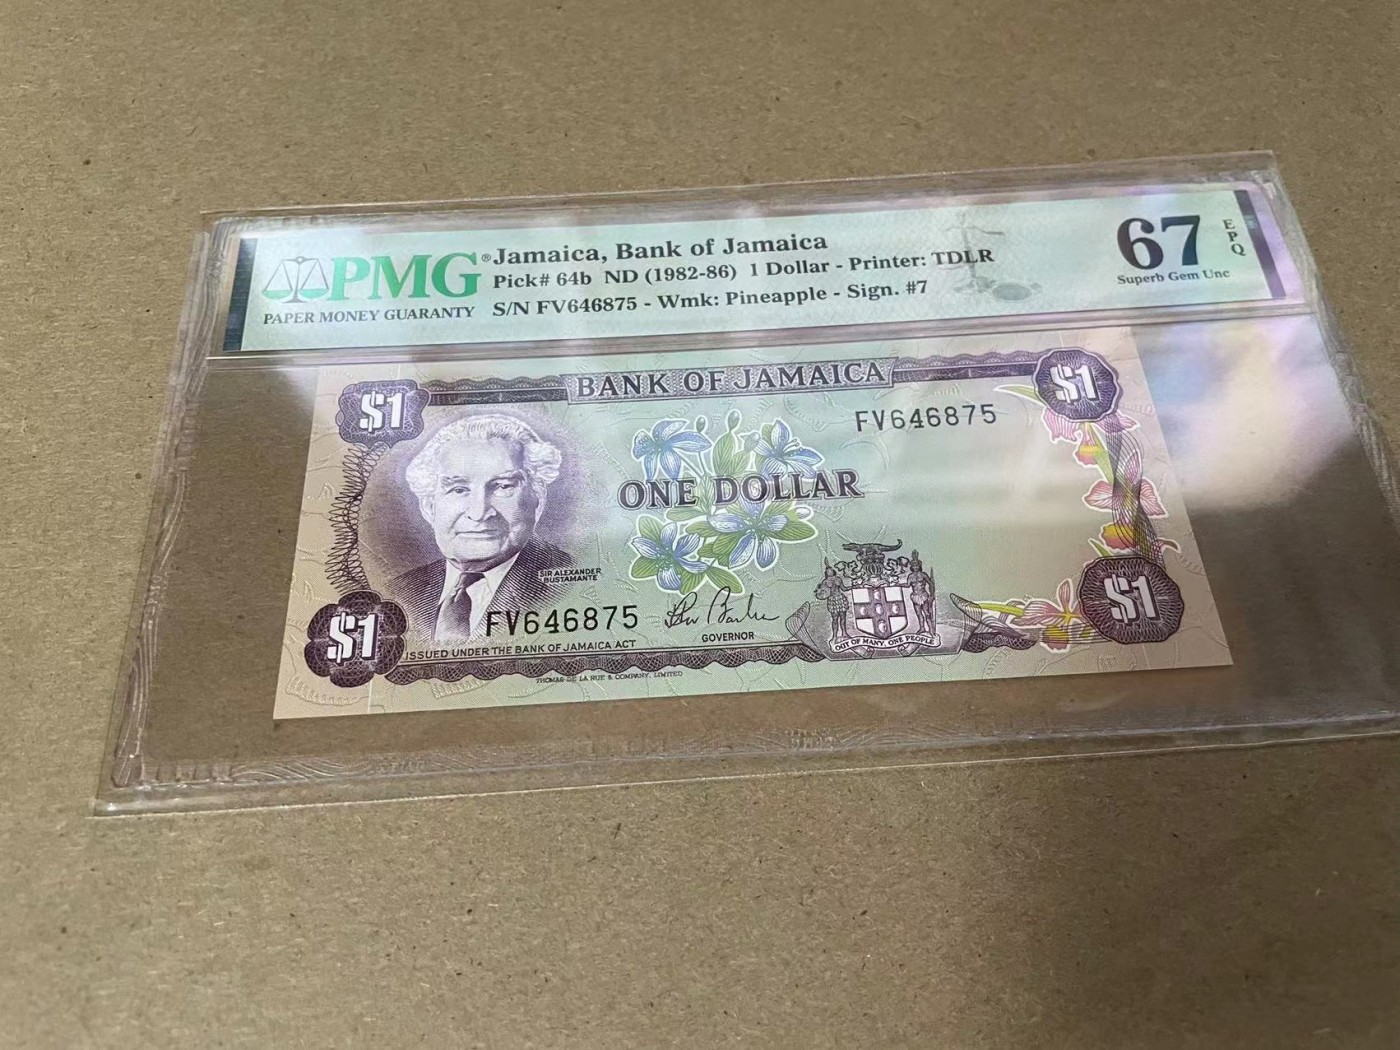 PMG®
PAPER MONEY GUARANTY
Jamaica, Bank of Jamaica
Pick# 64b ND (1982-86) 1 Dollar - Printer: TDLR
S/N FV646875 - Wmk: Pineapple - Sign. #7
67
EPQ
Superb Gem Unc
$1
BANK OF JAMAICA
$1
FV646875
ONE DOLLAR
SIR ALEXANDER
BUSTAMANTE
FV646875
GOVERNOR
OUT OF MANY, ONE PEOPLE
$1
$1
ISSUED UNDER THE BANK OF JAMAICA ACT
THOMAS DE LA RUE & COMPANY, LIMITED